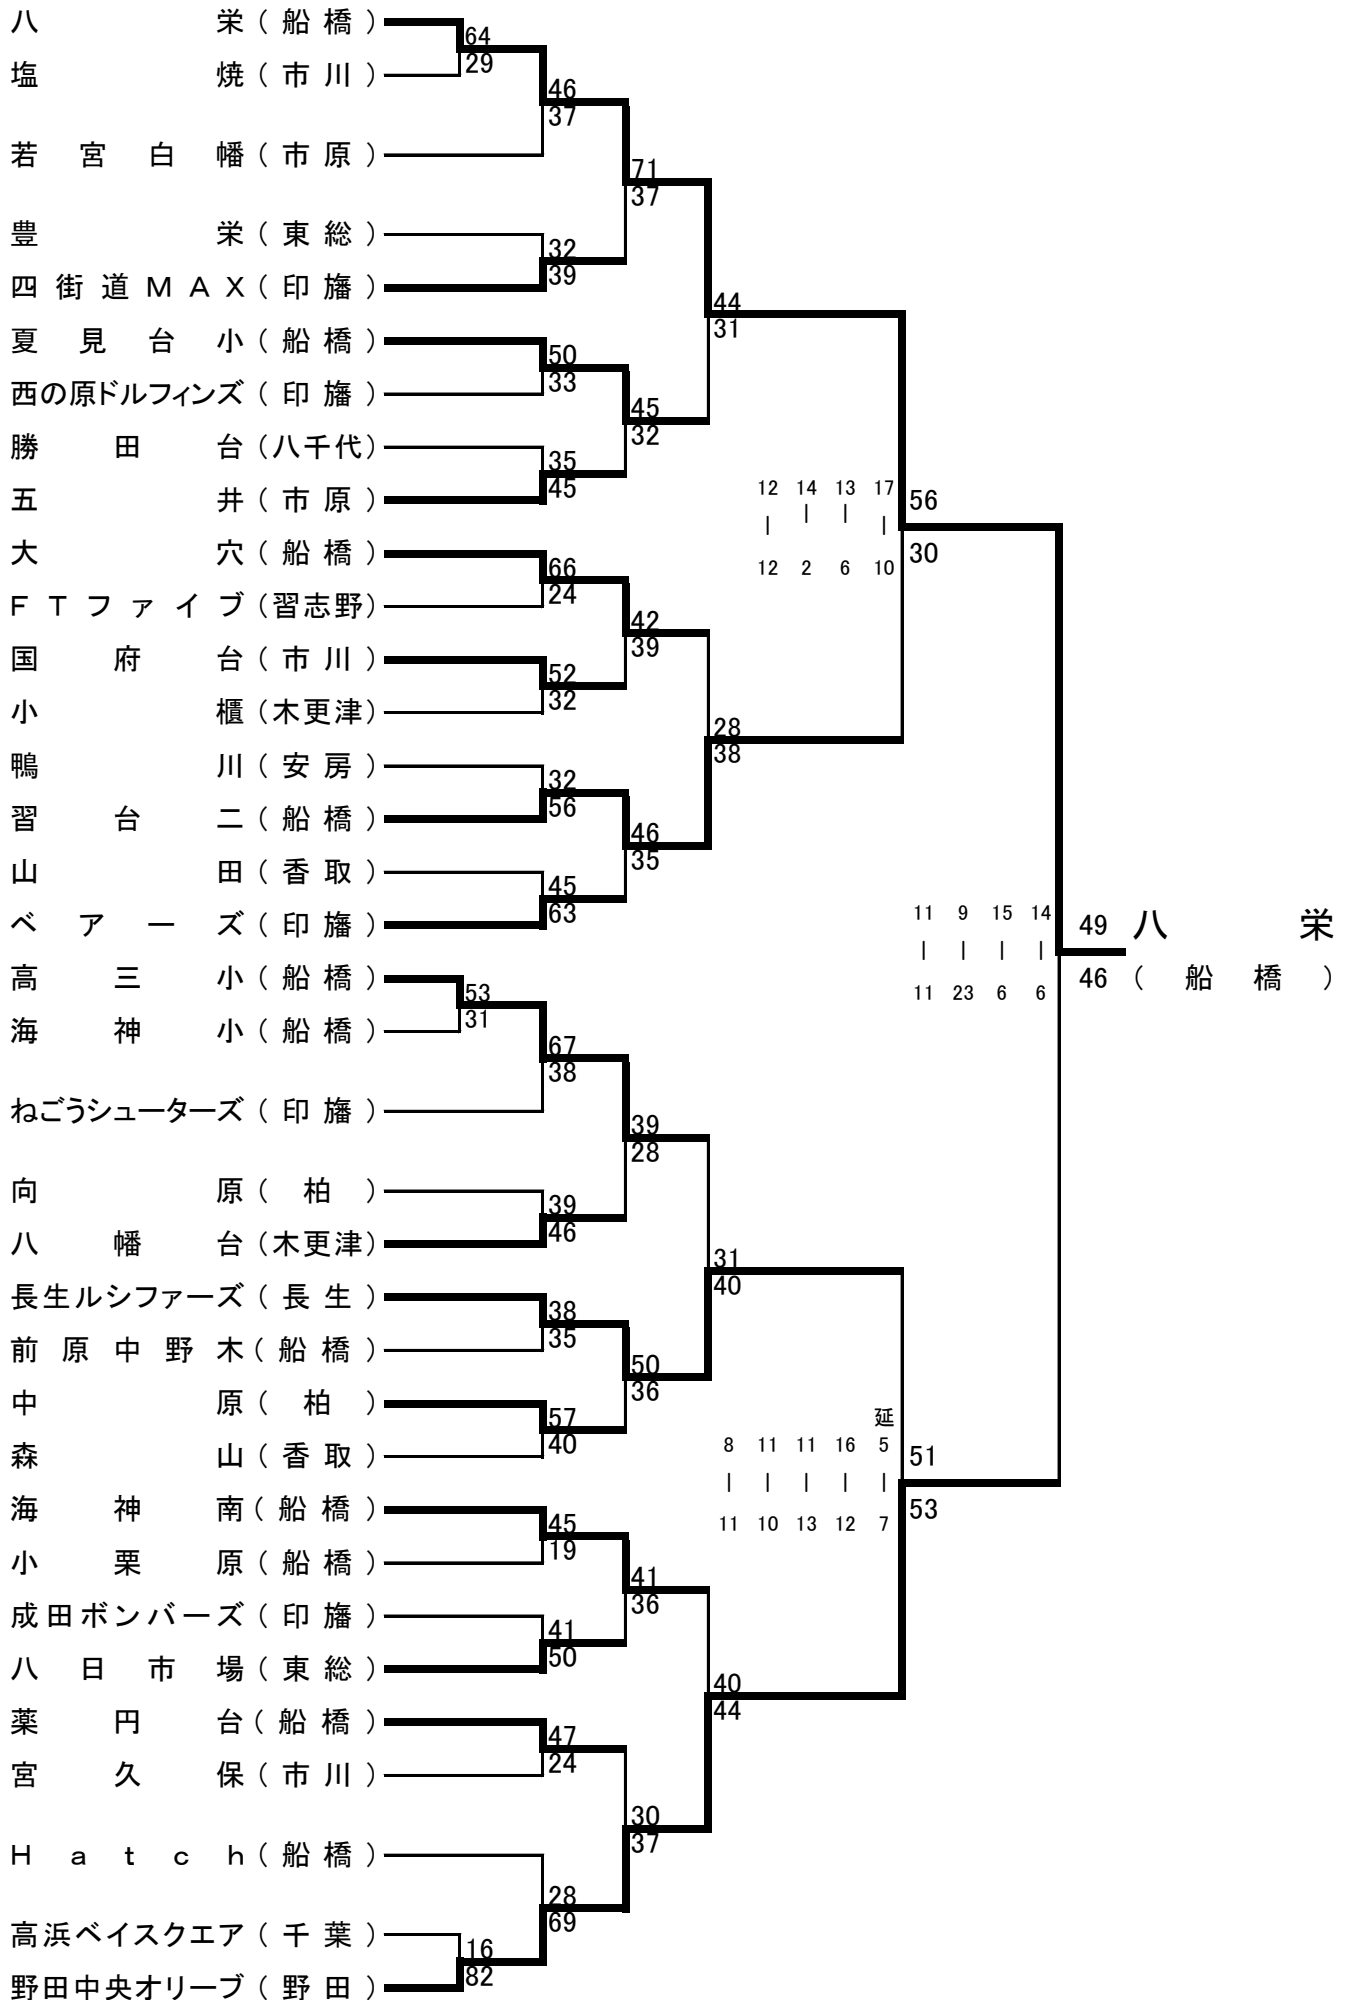 八栄（船橋）
64
29
塩焼（市川）
46
37
若宮白幡（市原）
71
37
豊栄（東総）
32
39
四街道ＭＡＸ（印旛）
44
31
夏見台小（船橋）
50
33
西の原ドルフィンズ（印旛）
45
32
勝田台（八千代）
35
45
五井（市原）
12 14 13 17
| | | |
12 2 6 10
56
30
大穴（船橋）
66
24
ＦＴファイブ（習志野）
42
39
国府台（市川）
52
32
小櫃（木更津）
28
38
鴨川（安房）
32
56
習台二（船橋）
46
35
山田（香取）
45
63
ベアーズ（印旛）
11 9 15 14
| | | |
11 23 6 6
49
46
八栄
（船橋）
高三小（船橋）
53
31
海神小（船橋）
67
38
ねごうシューターズ（印旛）
39
28
向原（柏）
39
46
八幡台（木更津）
31
40
長生ルシファーズ（長生）
38
35
前原中野木（船橋）
50
36
中原（柏）
57
40
森山（香取）
延
8 11 11 16 5
| | | | |
11 10 13 12 7
51
53
海神南（船橋）
45
19
小栗原（船橋）
41
36
成田ボンバーズ（印旛）
41
50
八日市場（東総）
40
44
薬円台（船橋）
47
24
宮久保（市川）
30
37
Ｈａｔｃｈ（船橋）
28
69
高浜ベイスクエア（千葉）
16
82
野田中央オリーブ（野田）